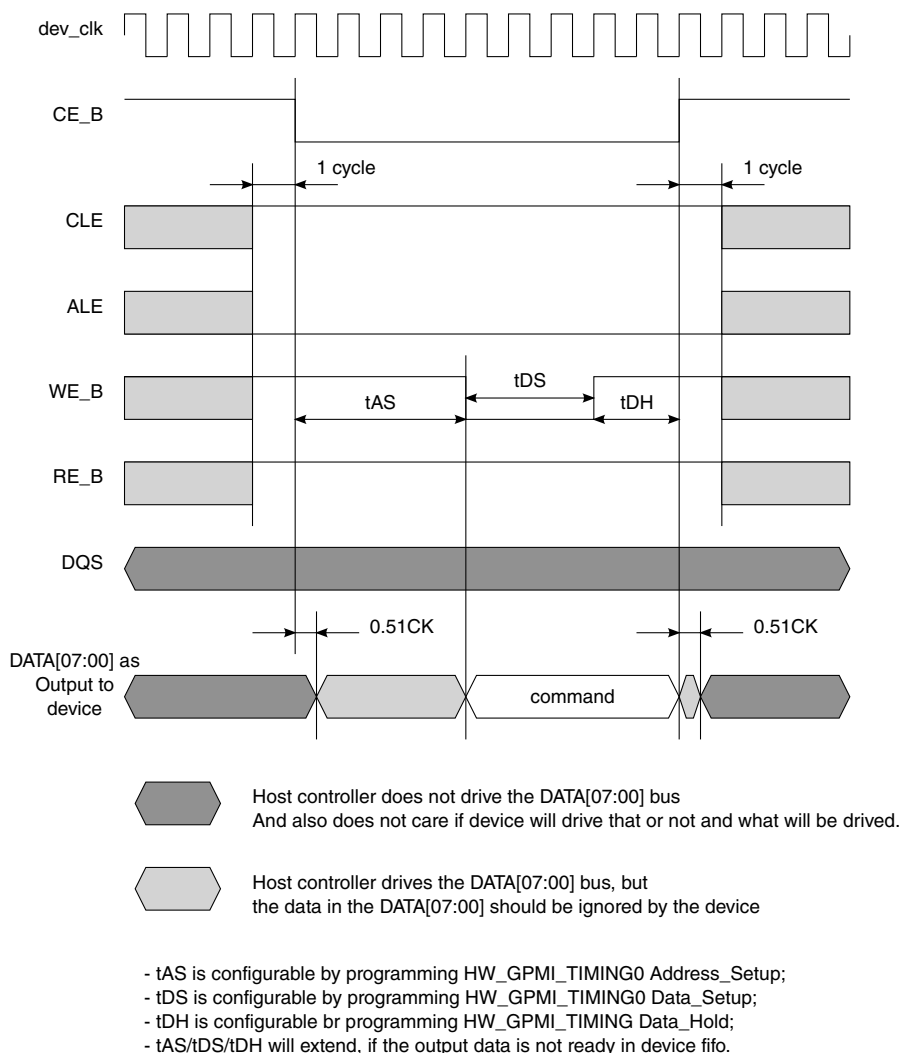 dev_clk
CE_B
1 cycle
1 cycle
CLE
ALE
WE_B
tDS
tAS
tDH
RE_B
DQS
0.51CK
0.51CK
DATA[07:00] as
Output to
device
command
Host controller does not drive the DATA[07:00] bus
And also does not care if device will drive that or not and what will be drived.
Host controller drives the DATA[07:00] bus, but
the data in the DATA[07:00] should be ignored by the device
- tAS is configurable by programming HW_GPMI_TIMING0 Address_Setup;
- tDS is configurable by programming HW_GPMI_TIMING0 Data_Setup;
- tDH is configurable br programming HW_GPMI_TIMING Data_Hold;
- tAS/tDS/tDH will extend, if the output data is not ready in device fifo.